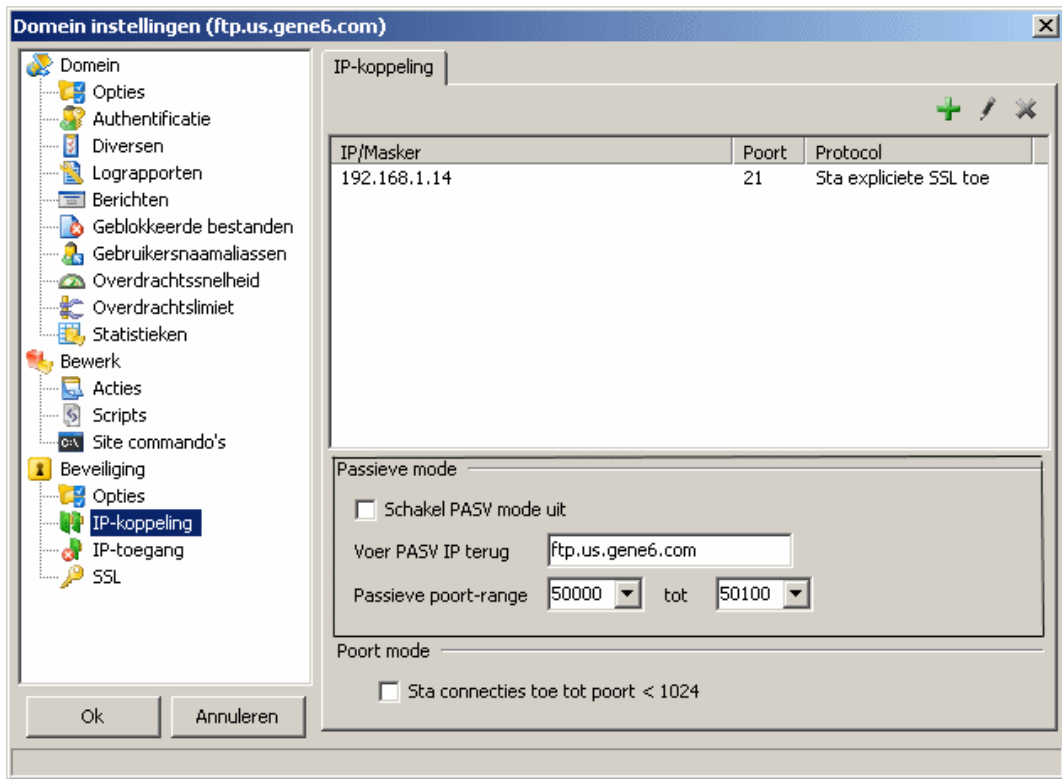 Domein instellingen (ftp.us.gene6.com)
Domein
Opties
Authentificatie
Diversen
Lograpporten
Berichten
Geblokkeerde bestanden
Gebruikersnaamaliassen
Overdrachtssnelheid
Overdrachtslimiet
Statistieken
Bewerk
Acties
Scripts
Site commando's
Beveiliging
Opties
IP-koppeling
IP-toegang
SSL
Ok Annuleren
IP-koppeling
IP/Masker Poort Protocol
192.168.1.14 21 Sta expliciete SSL toe
Passieve mode
Schakel PASV mode uit
Voer PASV IP terug ftp.us.gene6.com
Passieve poort-range 50000 tot 50100
Poort mode
Sta connecties toe tot poort < 1024